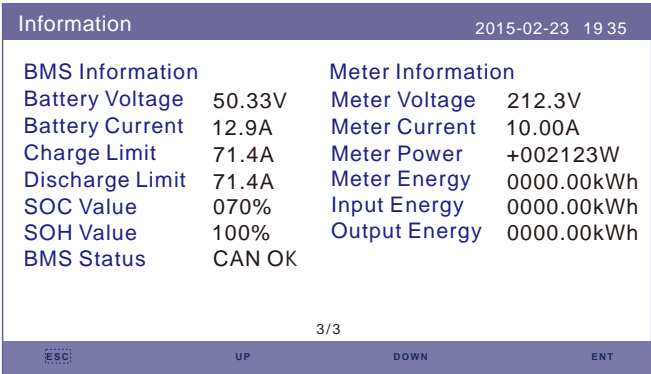 Information 2015-02-23 19 35
BMS Information
Battery Voltage 50.33V
Battery Current 12.9A
Charge Limit 71.4A
Discharge Limit 71.4A
SOC Value 070%
SOH Value 100%
BMS Status CAN OK
Meter Information
Meter Voltage 212.3V
Meter Current 10.00A
Meter Power +002123W
Meter Energy 0000.00kWh
Input Energy 0000.00kWh
Output Energy 0000.00kWh
3/3
ESC UP DOWN ENT